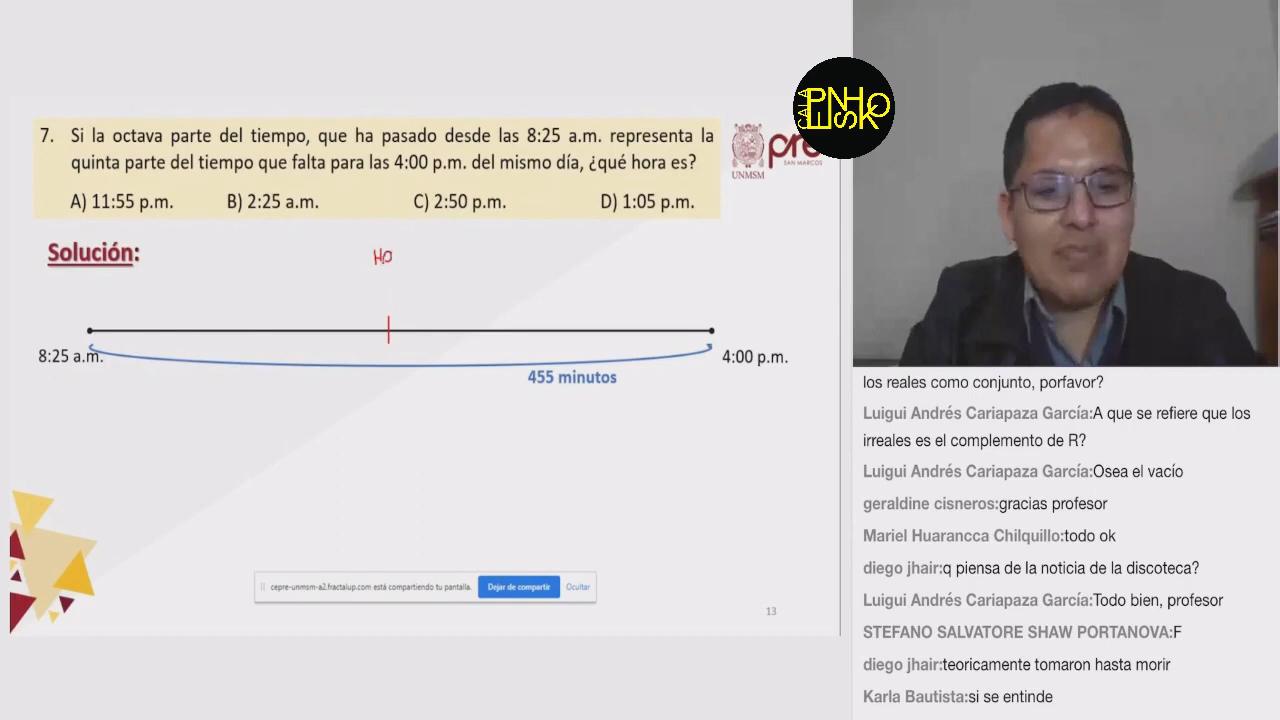 7. Si la octava parte del tiempo, que ha pasado desde las 8:25 a.m. representa la
quinta parte del tiempo que falta para las 4:00 p.m. del mismo día, ¿qué hora es?
A) 11:55 p.m. B) 2:25 a.m. C) 2:50 p.m. D) 1:05 p.m.
UNMSM
pre
SAN MARCOS
CALA
PENHO
ESK
Solución:
H.O
8:25 a.m.
4:00 p.m.
455 minutos
cepre-unmsm-a2.fractalup.com está compartiendo tu pantalla. Dejar de compartir Ocultar
13
los reales como conjunto, porfavor?
Luigui Andrés Cariapaza García:A que se refiere que los
irreales es el complemento de R?
Luigui Andrés Cariapaza García:Osea el vacío
geraldine cisneros:gracias profesor
Mariel Huarancca Chilquillo:todo ok
diego jhair:q piensa de la noticia de la discoteca?
Luigui Andrés Cariapaza García:Todo bien, profesor
STEFANO SALVATORE SHAW PORTANOVA:F
diego jhair:teoricamente tomaron hasta morir
Karla Bautista:si se entinde